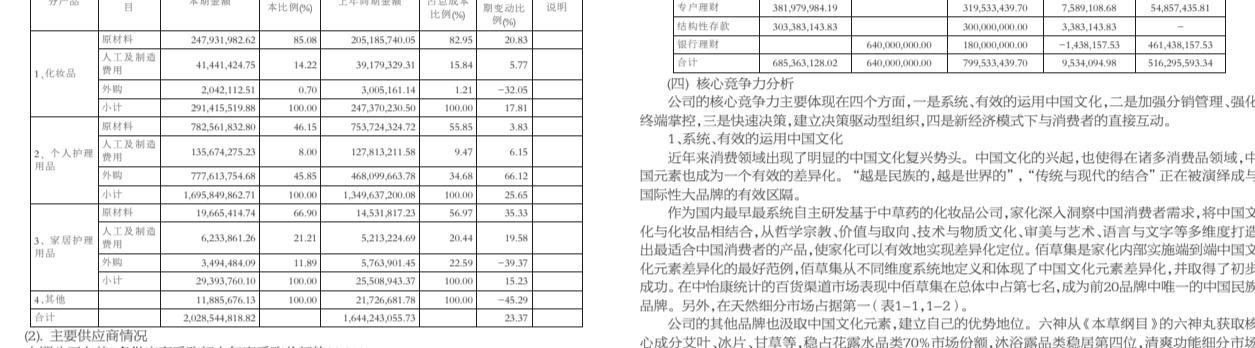 分产品 目 本期金额 本比例(%) 上年同期金额 占总成本比例(%) 期变动比例(%) 说明
1、化妆品 原材料 247,931,982.62 85.08 205,185,740.05 82.95 20.83
人工及制造费用 41,441,424.75 14.22 39,179,329.31 15.84 5.77
外购 2,042,112.51 0.70 3,005,161.14 1.21 -32.05
小计 291,415,519.88 100.00 247,370,230.50 100.00 17.81
2、个人护理用品 原材料 782,561,832.80 46.15 753,724,324.72 55.85 3.83
人工及制造费用 135,674,275.23 8.00 127,813,211.58 9.47 6.15
外购 777,613,754.68 45.85 468,099,663.78 34.68 66.12
小计 1,695,849,862.71 100.00 1,349,637,200.08 100.00 25.65
3、家居护理用品 原材料 19,665,414.74 66.90 14,531,817.23 56.97 35.33
人工及制造费用 6,233,861.26 21.21 5,213,224.69 20.44 19.58
外购 3,494,484.09 11.89 5,763,901.45 22.59 -39.37
小计 29,393,760.10 100.00 25,508,943.37 100.00 15.23
4.其他 11,885,676.13 100.00 21,726,681.78 100.00 -45.29
合计 2,028,544,818.82 1,644,243,055.73 23.37
(2). 主要供应商情况
专户理财 381,979,984.19 319,533,439.70 7,589,108.68 54,857,435.81
结构性存款 303,383,143.83 300,000,000.00 3,383,143.83 -
银行理财 640,000,000.00 180,000,000.00 -1,438,157.53 461,438,157.53
合计 685,363,128.02 640,000,000.00 799,533,439.70 9,534,094.98 516,295,593.34
(四) 核心竞争力分析
公司的核心竞争力主要体现在四个方面,一是系统、有效的运用中国文化,二是加强分销管理、强化
终端掌控,三是快速决策,建立决策驱动型组织,四是新经济模式下与消费者的直接互动。
1、系统、有效的运用中国文化
近年来消费领域出现了明显的中国文化复兴势头。中国文化的兴起,也使得在诸多消费品领域,中
国元素也成为一个有效的差异化。“越是民族的,越是世界的”,“传统与现代的结合”正在被演绎成与
国际性大品牌的有效区隔。
作为国内最早最系统自主研发基于中草药的化妆品公司,家化深入洞察中国消费者需求,将中国文
化与化妆品相结合,从哲学宗教、价值与取向、技术与物质文化、审美与艺术、语言与文字等多维度打造
出最适合中国消费者的产品,使家化可以有效地实现差异化定位。佰草集是家化内部实施端到端中国文
化元素差异化的最好范例,佰草集从不同维度系统地定义和体现了中国文化元素差异化,并取得了初步
成功。在中怡康统计的百货渠道市场表现中佰草集在总体中占第七名,成为前20品牌中唯一的中国民族
品牌。另外,在天然细分市场占据第一(表1-1,1-2)。
公司的其他品牌也汲取中国文化元素,建立自己的优势地位。六神从《本草纲目》的六神丸获取核
心成分艾叶、冰片、甘草等,稳占花露水品类70%市场份额,沐浴露品类稳居第四位,清爽功能细分市场